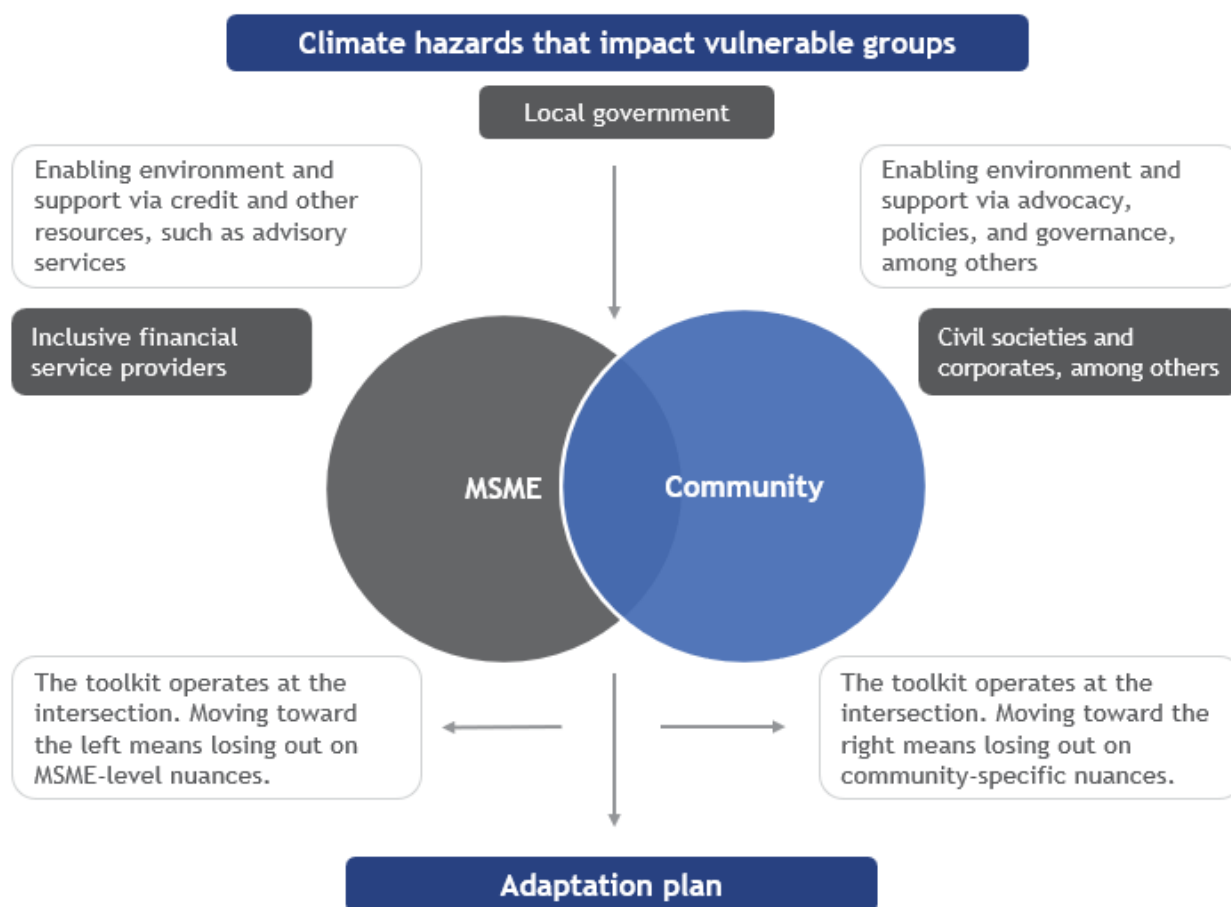 Climate hazards that impact vulnerable groups
Local government
Enabling environment and
support via credit and other
resources, such as advisory
services
Enabling environment and
support via advocacy,
policies, and governance,
among others
Inclusive financial
service providers
Civil societies and
corporates, among others
MSME
Community
The toolkit operates at the
intersection. Moving toward
the left means losing out on
MSME-level nuances.
The toolkit operates at the
intersection. Moving toward the
right means losing out on
community-specific nuances.
Adaptation plan